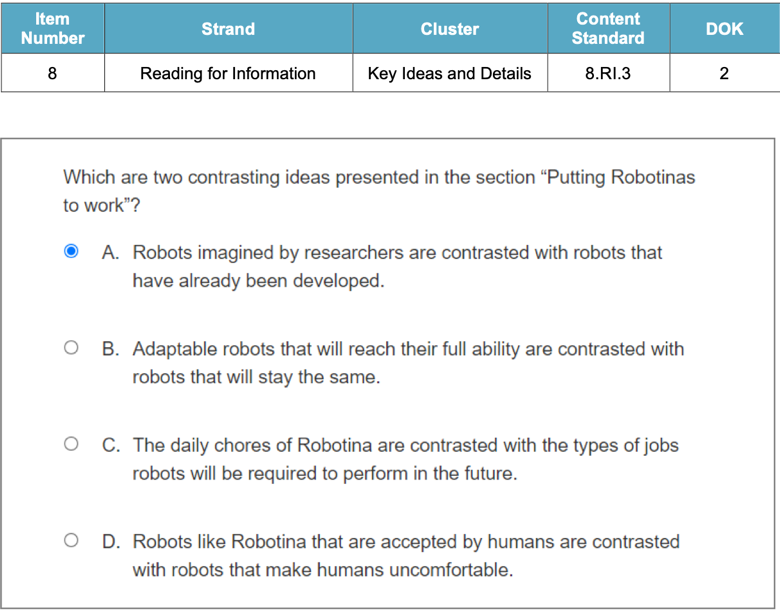 Item Number Strand Cluster Content Standard DOK
8 Reading for Information Key Ideas and Details 8.RI.3 2
Which are two contrasting ideas presented in the section “Putting Robotinas
to work”?
A. Robots imagined by researchers are contrasted with robots that
have already been developed.
B. Adaptable robots that will reach their full ability are contrasted with
robots that will stay the same.
C. The daily chores of Robotina are contrasted with the types of jobs
robots will be required to perform in the future.
D. Robots like Robotina that are accepted by humans are contrasted
with robots that make humans uncomfortable.